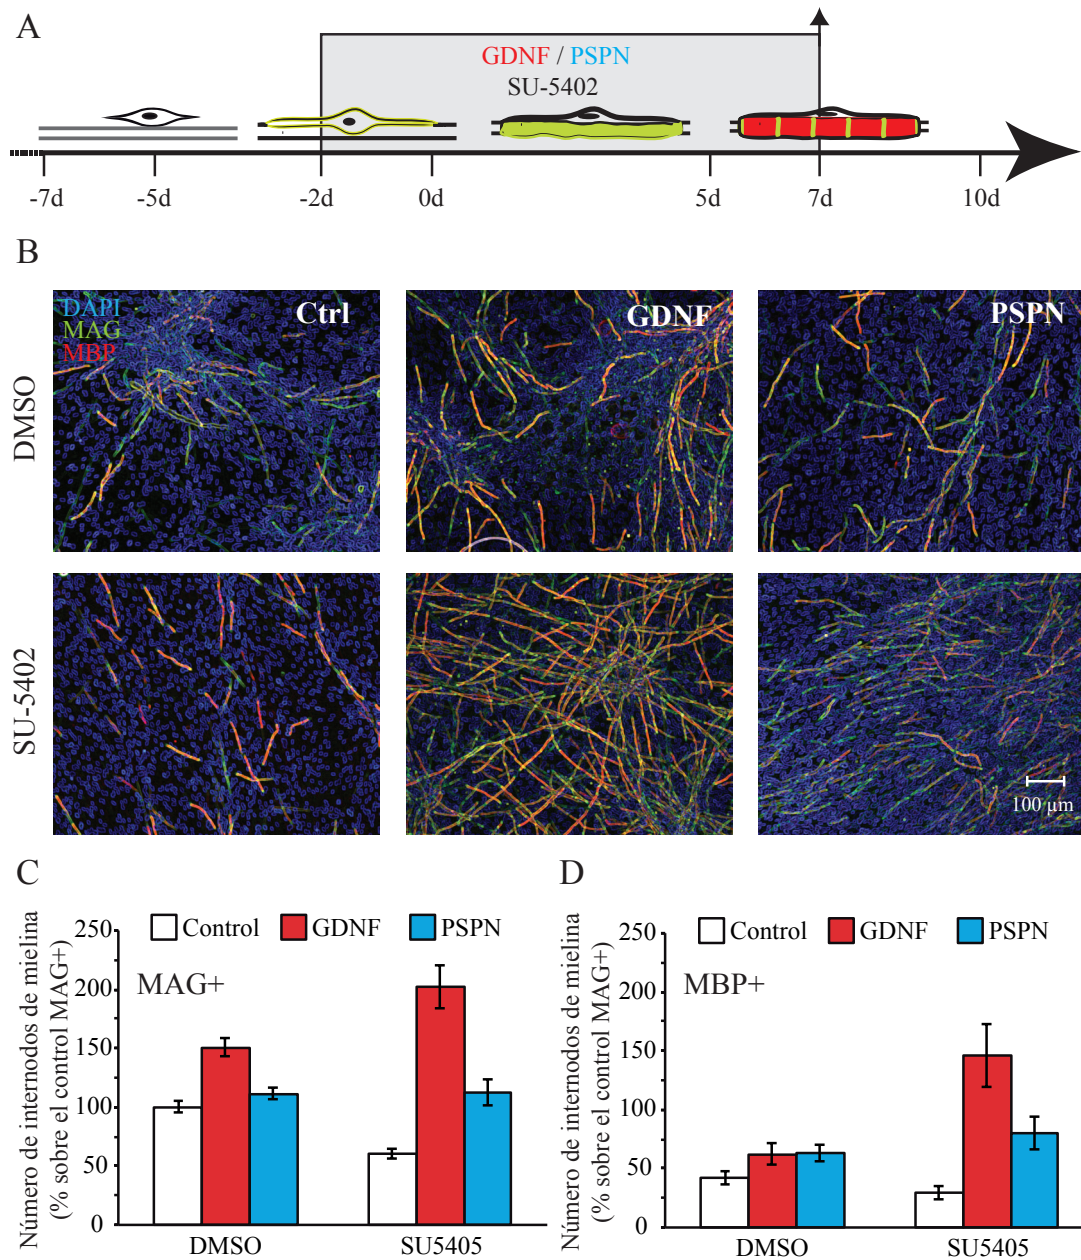 A
GDNF / PSPN
SU-5402
-7d -5d -2d 0d 5d 7d 10d
B
DAPI
MAG
MBP
Ctrl
GDNF
PSPN
DMSO
SU-5402
100 µm
C
Número de internodos de mielina
(% sobre el control MAG+)
250
200
150
100
50
0
Control GDNF PSPN
MAG+
DMSO SU5405
D
Número de internodos de mielina
(% sobre el control MAG+)
250
200
150
100
50
0
Control GDNF PSPN
MBP+
DMSO SU5405